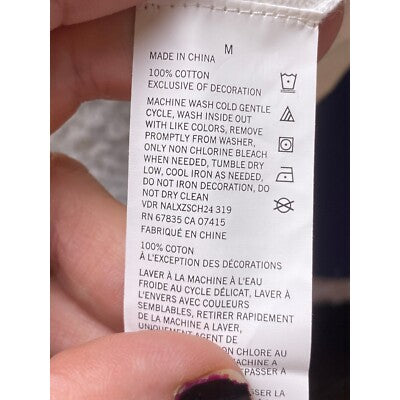 M
MADE IN CHINA
100% COTTON
EXCLUSIVE OF DECORATION
MACHINE WASH COLD GENTLE
CYCLE, WASH INSIDE OUT
WITH LIKE COLORS, REMOVE
PROMPTLY FROM WASHER,
ONLY NON CHLORINE BLEACH
WHEN NEEDED, TUMBLE DRY
LOW, COOL IRON AS NEEDED,
DO NOT IRON DECORATION, DO
NOT DRY CLEAN
VDR NALXZSCH24 319
RN 67835 CA 07415
FABRIQUÉ EN CHINE
100% COTON
À L'EXCEPTION DES DÉCORATIONS
LAVER À LA MACHINE À L'EAU
FROIDE AU CYCLE DÉLICAT, LAVER À
L'ENVERS AVEC COULEURS
SEMBLABLES, RETIRER RAPIDEMENT
DE LA MACHINE A LAVER,
UNIQUEMENT AGENT DE
CHLORE AU